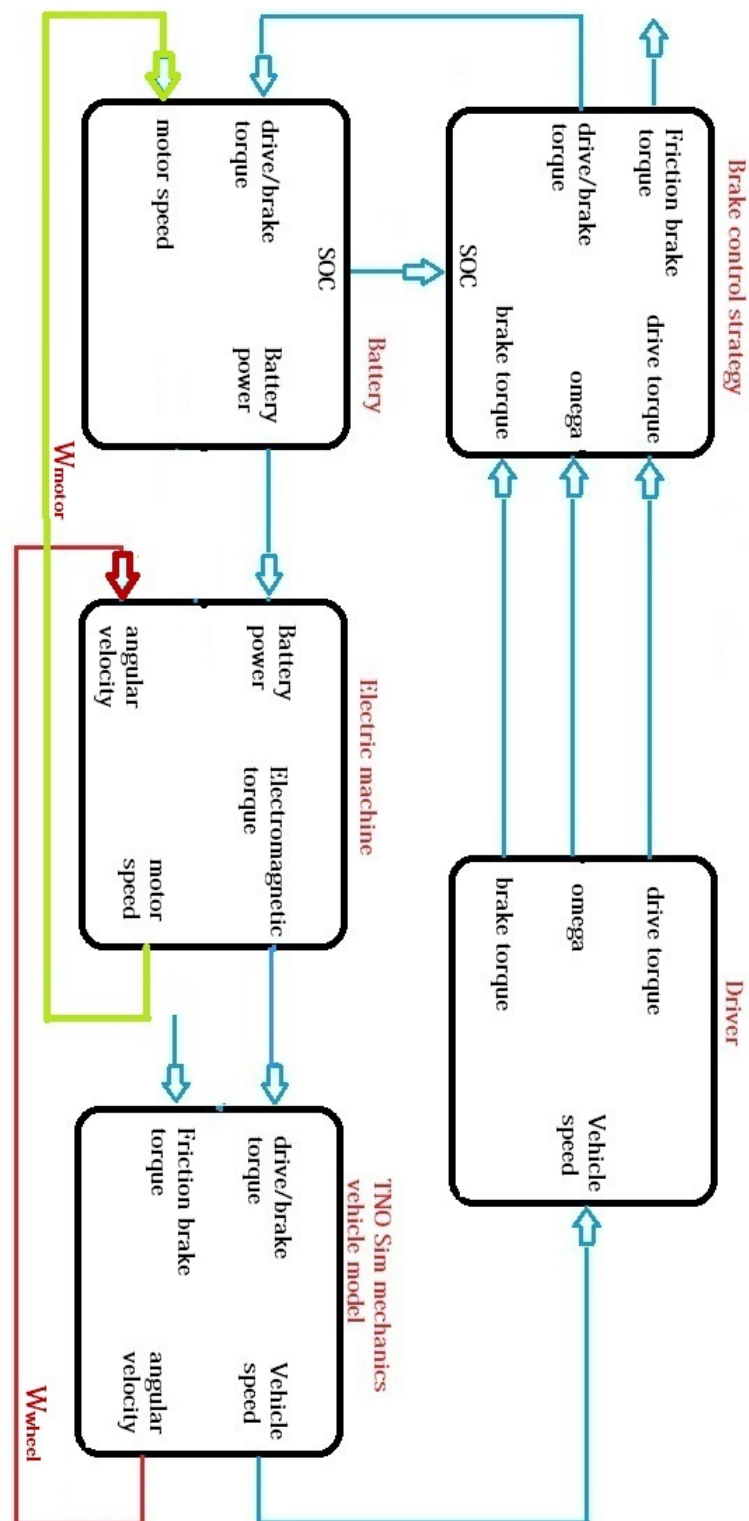 Brake control strategy
Friction brake
torque
drive/brake
torque
SOC
drive torque
omega
brake torque
Driver
drive torque
omega
brake torque
Vehicle
speed
Battery
SOC
drive/brake
torque
motor speed
Battery
power
Electric machine
Battery
power
angular
velocity
Electromagnetic
torque
motor
speed
TNO Sim mechanics
vehicle model
drive/brake
torque
Friction brake
torque
Vehicle
speed
angular
velocity
Wmotor
Wwheel